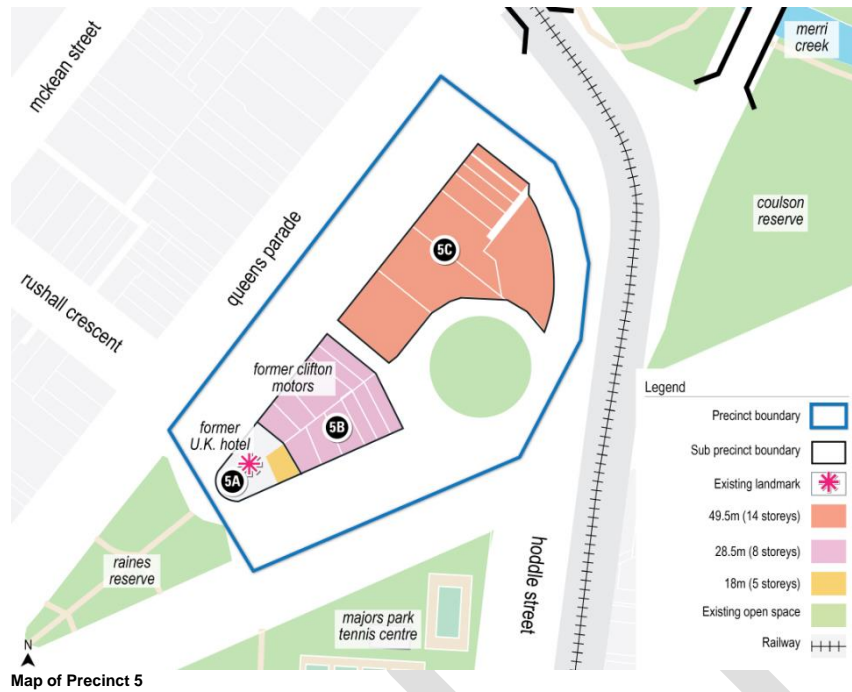 mckean street
merri
creek
coulson
reserve
queens parade
5C
rushall crescent
former clifton
motors
former
U.K. hotel
5B
5A
raines
reserve
hoddle street
majors park
tennis centre
N
Legend
Precinct boundary
Sub precinct boundary
Existing landmark
49.5m (14 storeys)
28.5m (8 storeys)
18m (5 storeys)
Existing open space
Railway
Map of Precinct 5